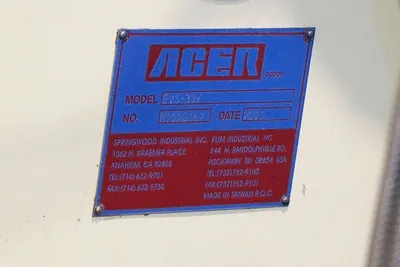 ACER
GROUP
MODEL
NO. DATE
SPRINGWOOD INDUSTRIAL INC. KUM INDUSTRIAL INC
1062 N. KRAEMER PLACE 244 N. RANDOLPHVILLE RD.
ANAHEIM, CA 92806 PISCATAWAY NJ 08854 USA
TEL:(714) 632-9701 TEL:(732)752-9100
FAX:(714) 632-9730 FAX:(732)752-9101
MADE IN TAIWAN R.O.C.